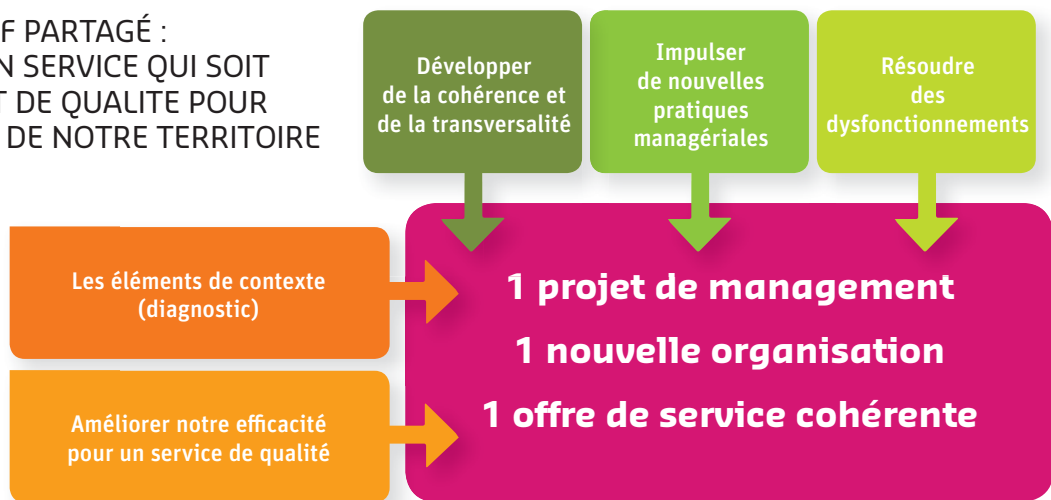 F PARTAGÉ :
N SERVICE QUI SOIT
T DE QUALITE POUR
DE NOTRE TERRITOIRE
Développer
de la cohérence et
de la transversalité
Impulser
de nouvelles
pratiques
managériales
Résoudre
des
dysfonctionnements
Les éléments de contexte
(diagnostic)
Améliorer notre efficacité
pour un service de qualité
1 projet de management
1 nouvelle organisation
1 offre de service cohérente